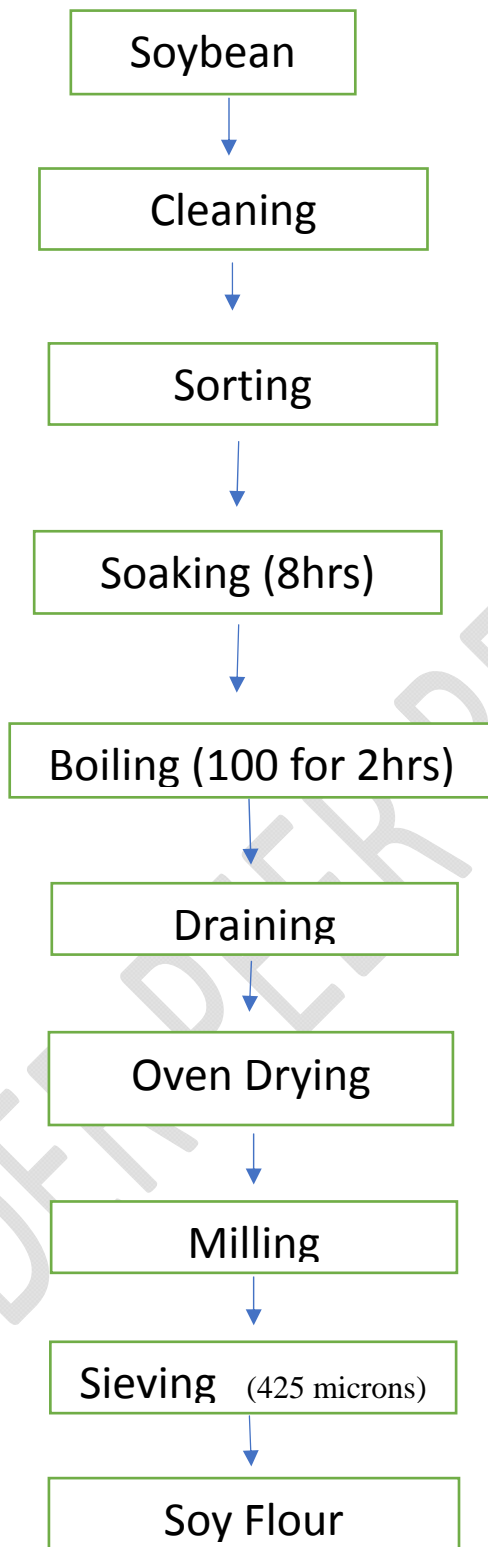 Soybean
Cleaning
Sorting
Soaking (8hrs)
Boiling (100 for 2hrs)
Draining
Oven Drying
Milling
Sieving (425 microns)
Soy Flour